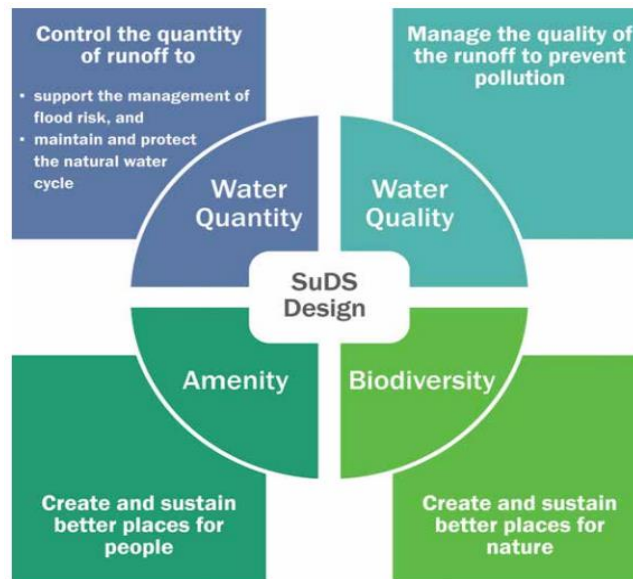 Control the quantity
of runoff to
• support the management of
flood risk, and
• maintain and protect
the natural water
cycle
Manage the quality of
the runoff to prevent
pollution
Water
Quantity
Water
Quality
SuDS
Design
Amenity
Biodiversity
Create and sustain
better places for
people
Create and sustain
better places for
nature